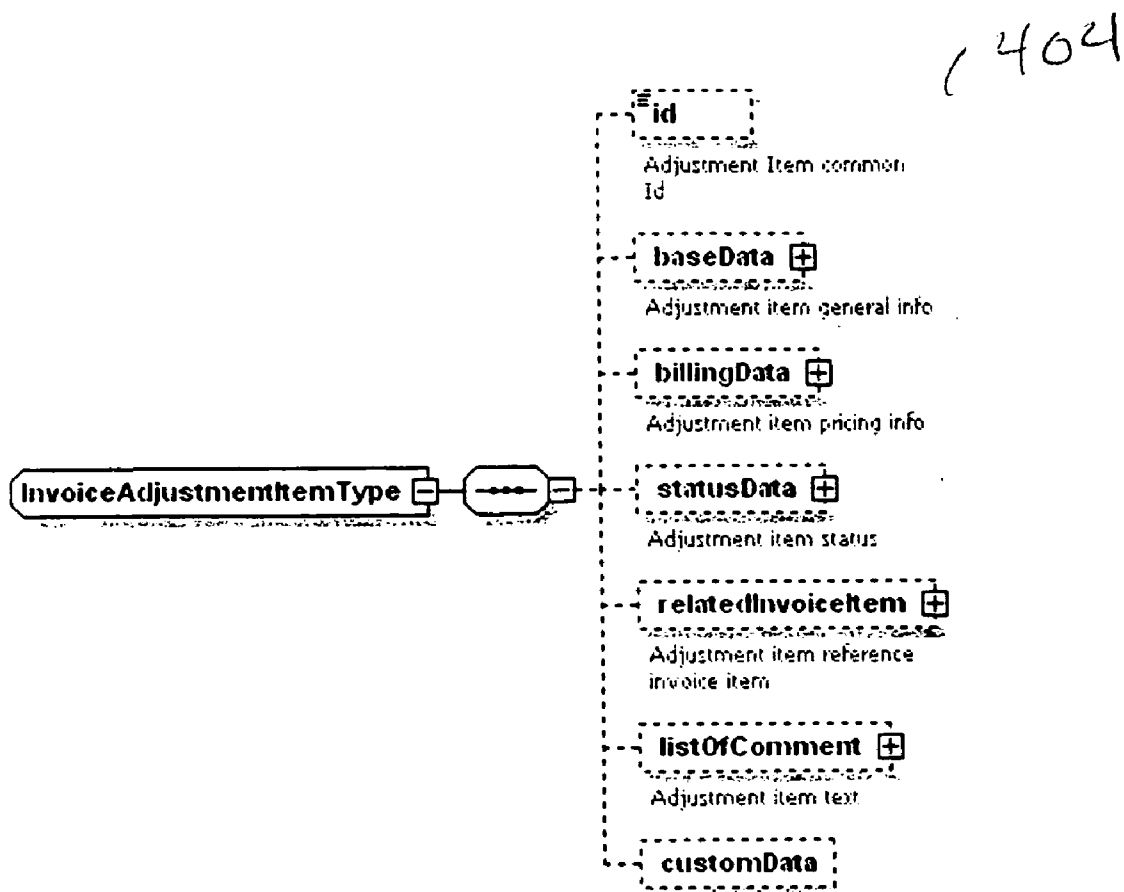 404
id
Adjustment Item common
Id
baseData
Adjustment item general info
billingData
Adjustment item pricing info
InvoiceAdjustmentItemType
statusData
Adjustment item status
relatedInvoiceItem
Adjustment item reference
invoice item
listOfComment
Adjustment item text
customData